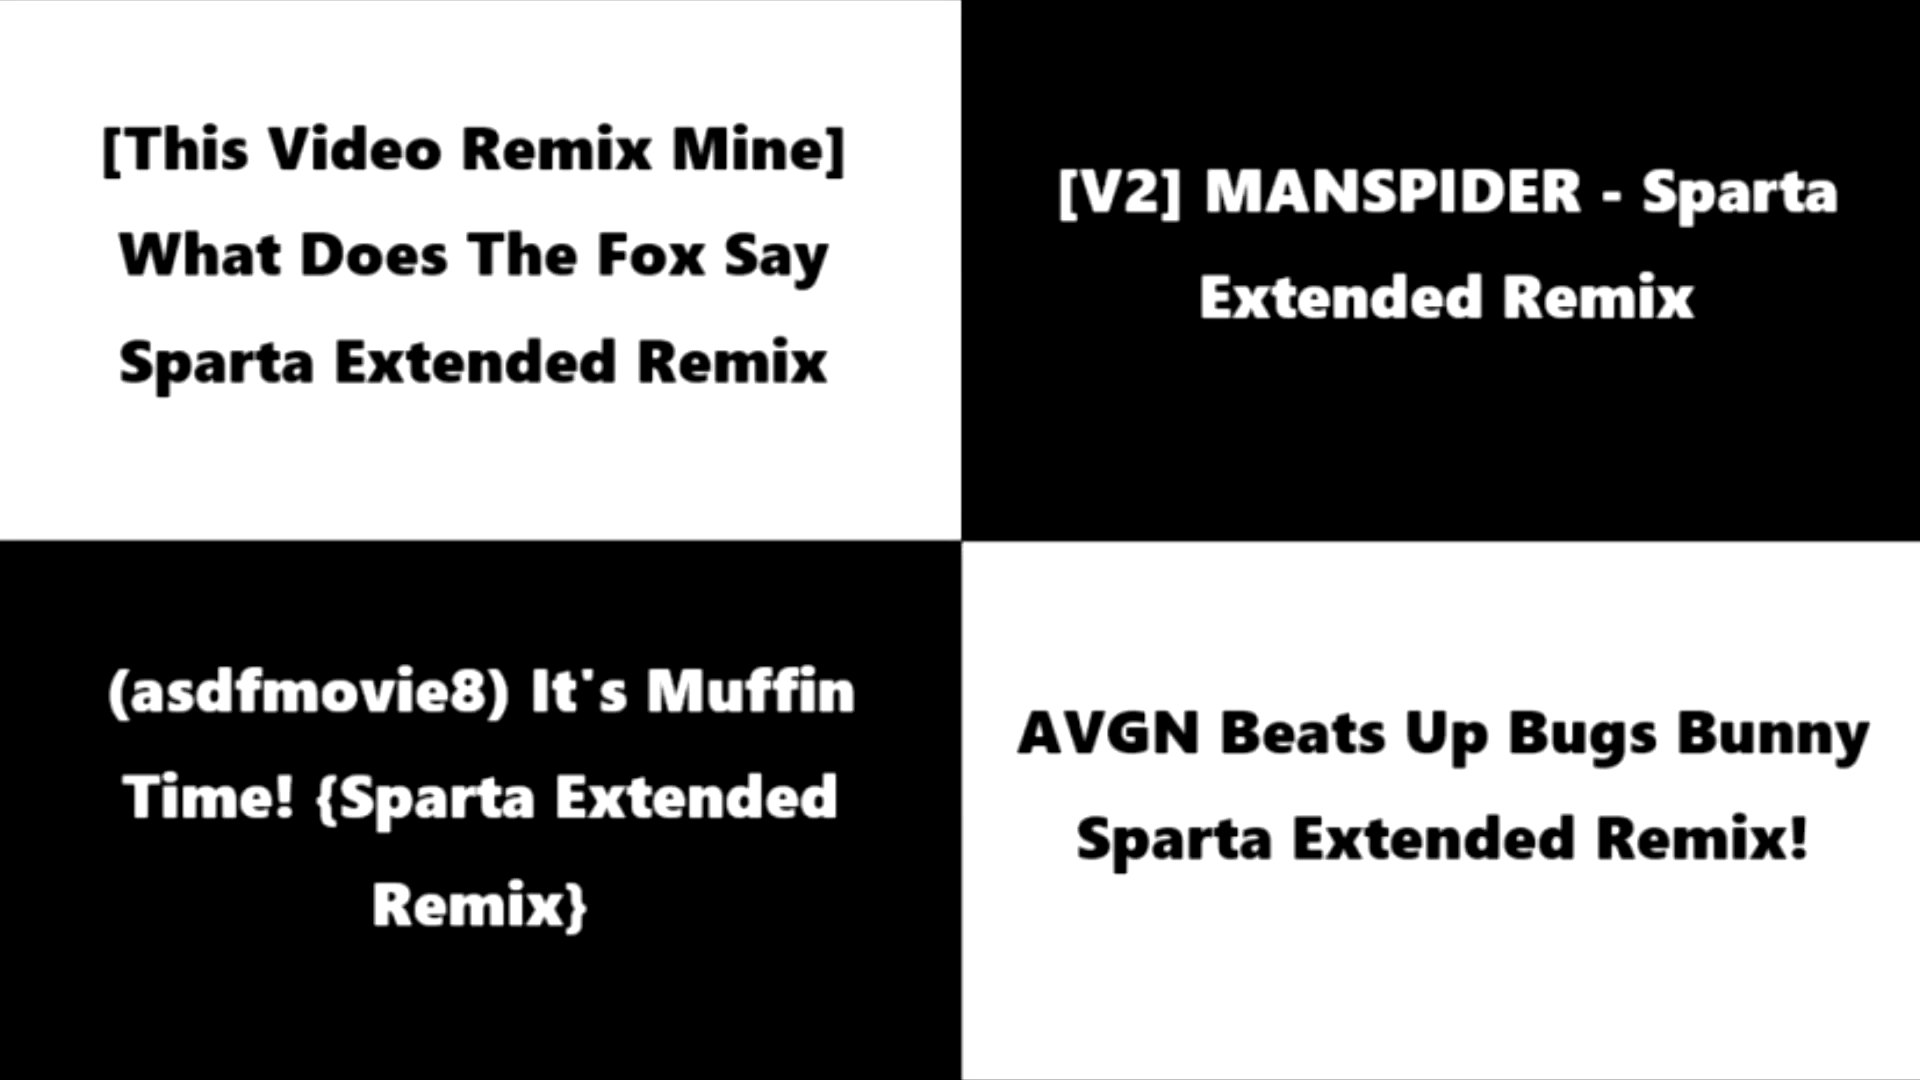 [This Video Remix Mine]
What Does The Fox Say
Sparta Extended Remix
[V2] MANSPIDER - Sparta
Extended Remix
(asdfmovie8) It's Muffin
Time! {Sparta Extended
Remix}
AVGN Beats Up Bugs Bunny
Sparta Extended Remix!